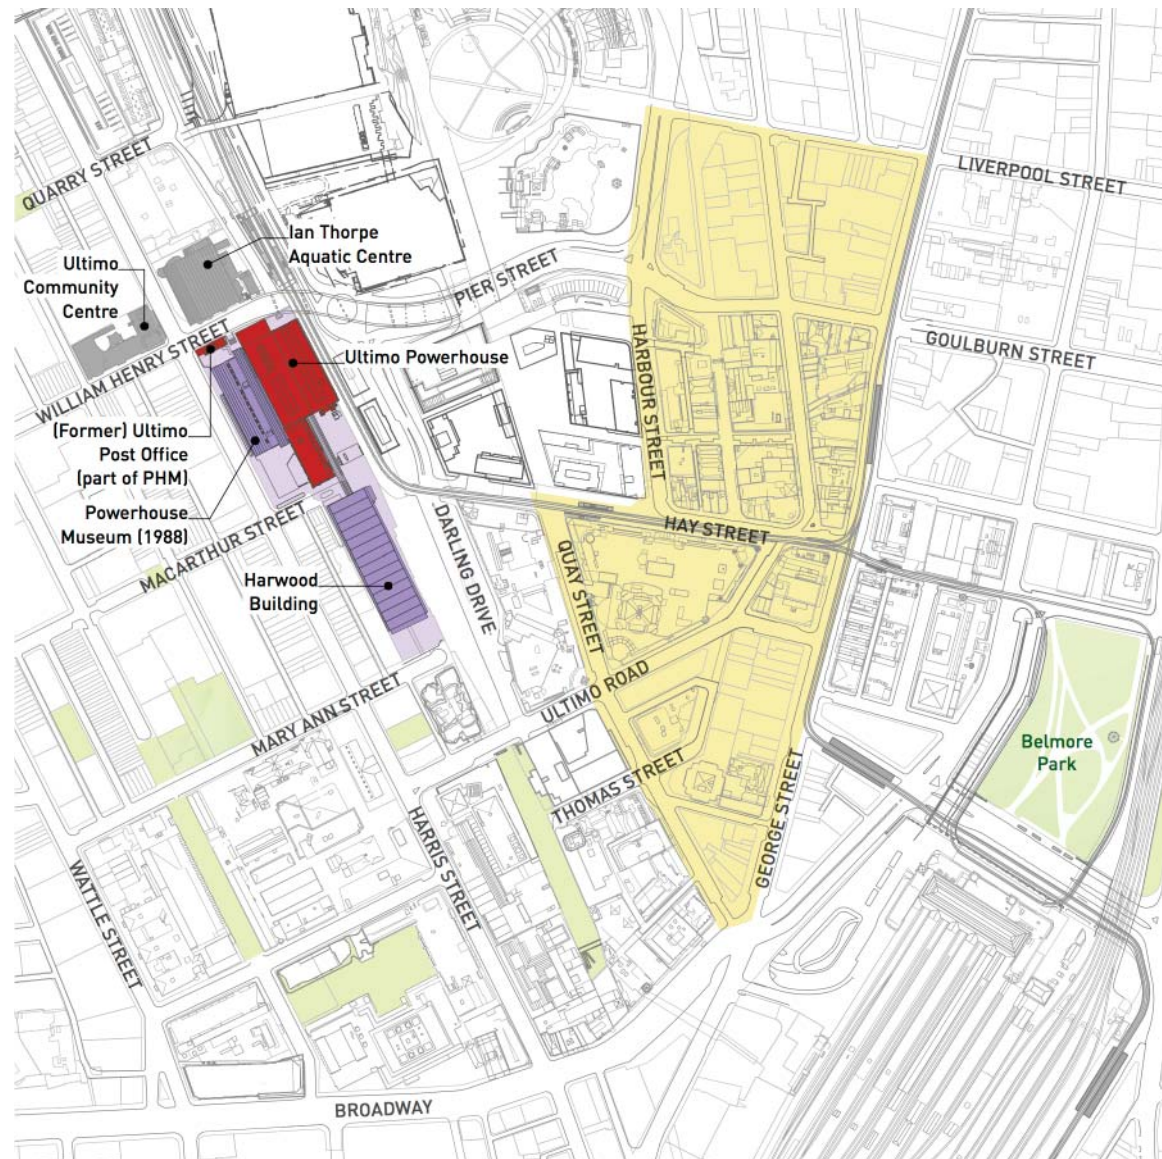 QUARRY STREET
LIVERPOOL STREET
Ian Thorpe
Aquatic Centre
Ultimo
Community
Centre
PIER STREET
WILLIAM HENRY STREET
Ultimo Powerhouse
HARBOUR STREET
GOULBURN STREET
(Former) Ultimo
Post Office
(part of PHM)
Powerhouse
Museum (1988)
MACARTHUR STREET
DARLING DRIVE
HAY STREET
Harwood
Building
QUAY STREET
ULTIMO ROAD
MARY ANN STREET
Belmore
Park
THOMAS STREET
GEORGE STREET
HARRIS STREET
WATTLE STREET
BROADWAY